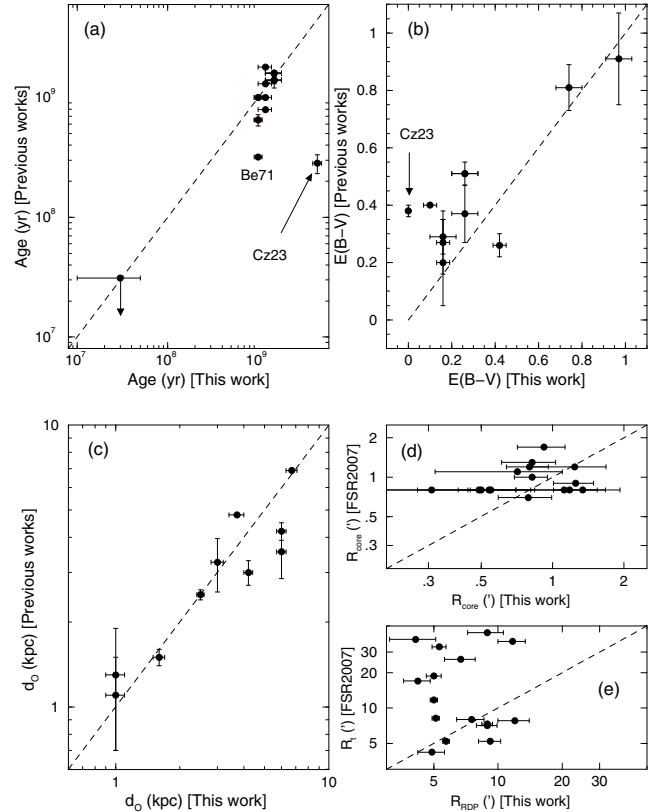 (a)
Age (yr) [Previous works]
10⁹
10⁸
10⁷
Be71
Cz23
10⁷ 10⁸ 10⁹
Age (yr) [This work]
(b)
E(B−V) [Previous works]
1
0.8
0.6
0.4
0.2
0
Cz23
0 0.2 0.4 0.6 0.8 1
E(B−V) [This work]
(c)
d⊙ (kpc) [Previous works]
10
1
1 10
d⊙ (kpc) [This work]
(d)
R_core (') [FSR2007]
2
1
.5
.3
.3 .5 1 2
R_core (') [This work]
(e)
R_t (') [FSR2007]
30
20
10
5
5 10 20 30
R_RDP (') [This work]